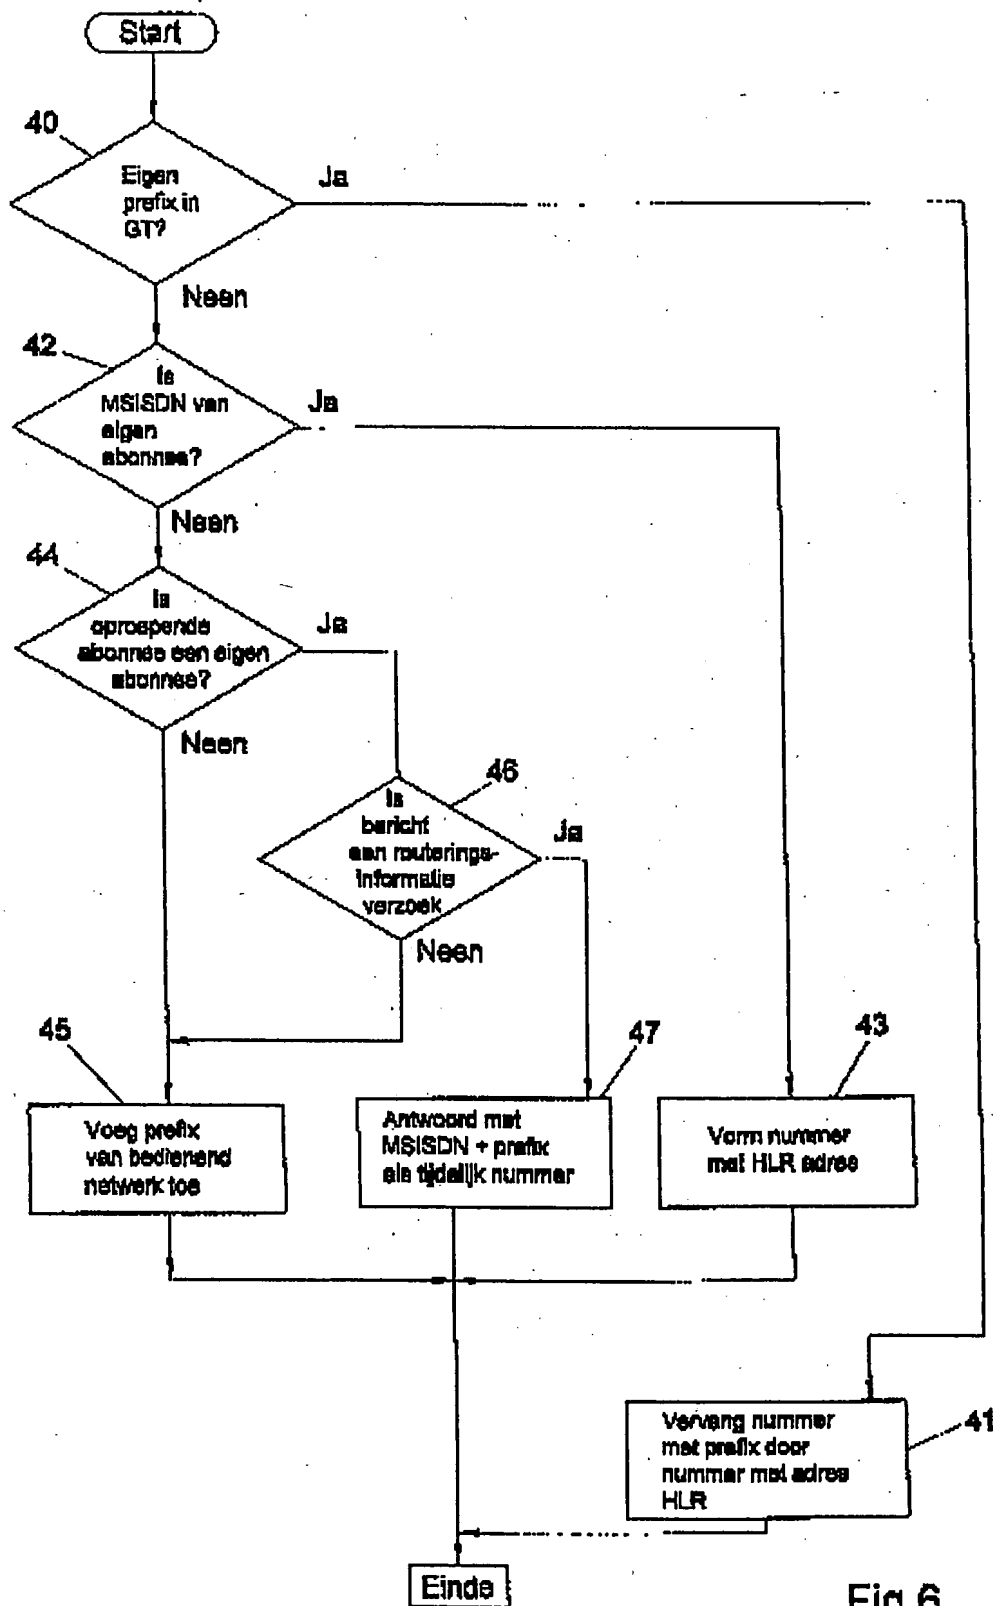 Start
40
Eigen
prefix in
GT?
Ja
Neen
42
Is
MSISDN van
eigen
abonnee?
Ja
Neen
44
Is
oproepende
abonnee een eigen
abonnee?
Ja
Neen
46
Is
bericht
een routerings-
informatie
verzoek
Ja
Neen
45
Voeg prefix
van bedienend
netwerk toe
47
Antwoord met
MSISDN + prefix
als tijdelijk nummer
43
Vorm nummer
met HLR adres
41
Vervang nummer
met prefix door
nummer met adres
HLR
Einde
Fig 6